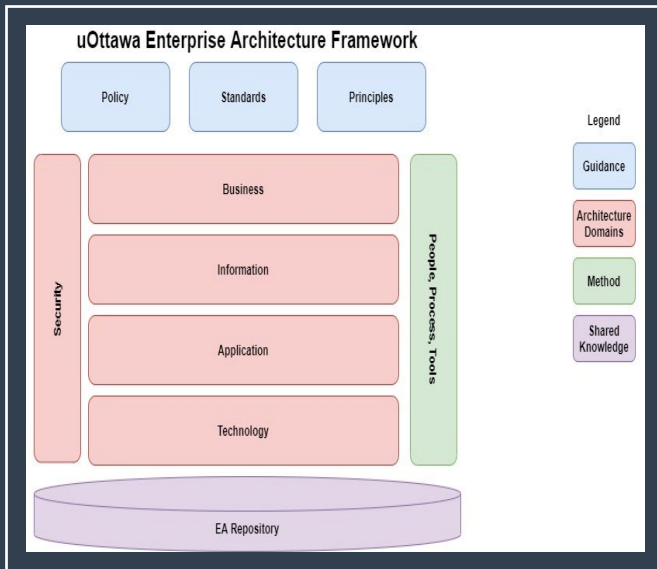 uOttawa Enterprise Architecture Framework
Policy
Standards
Principles
Security
Business
Information
Application
Technology
People, Process, Tools
EA Repository
Legend
Guidance
Architecture
Domains
Method
Shared
Knowledge